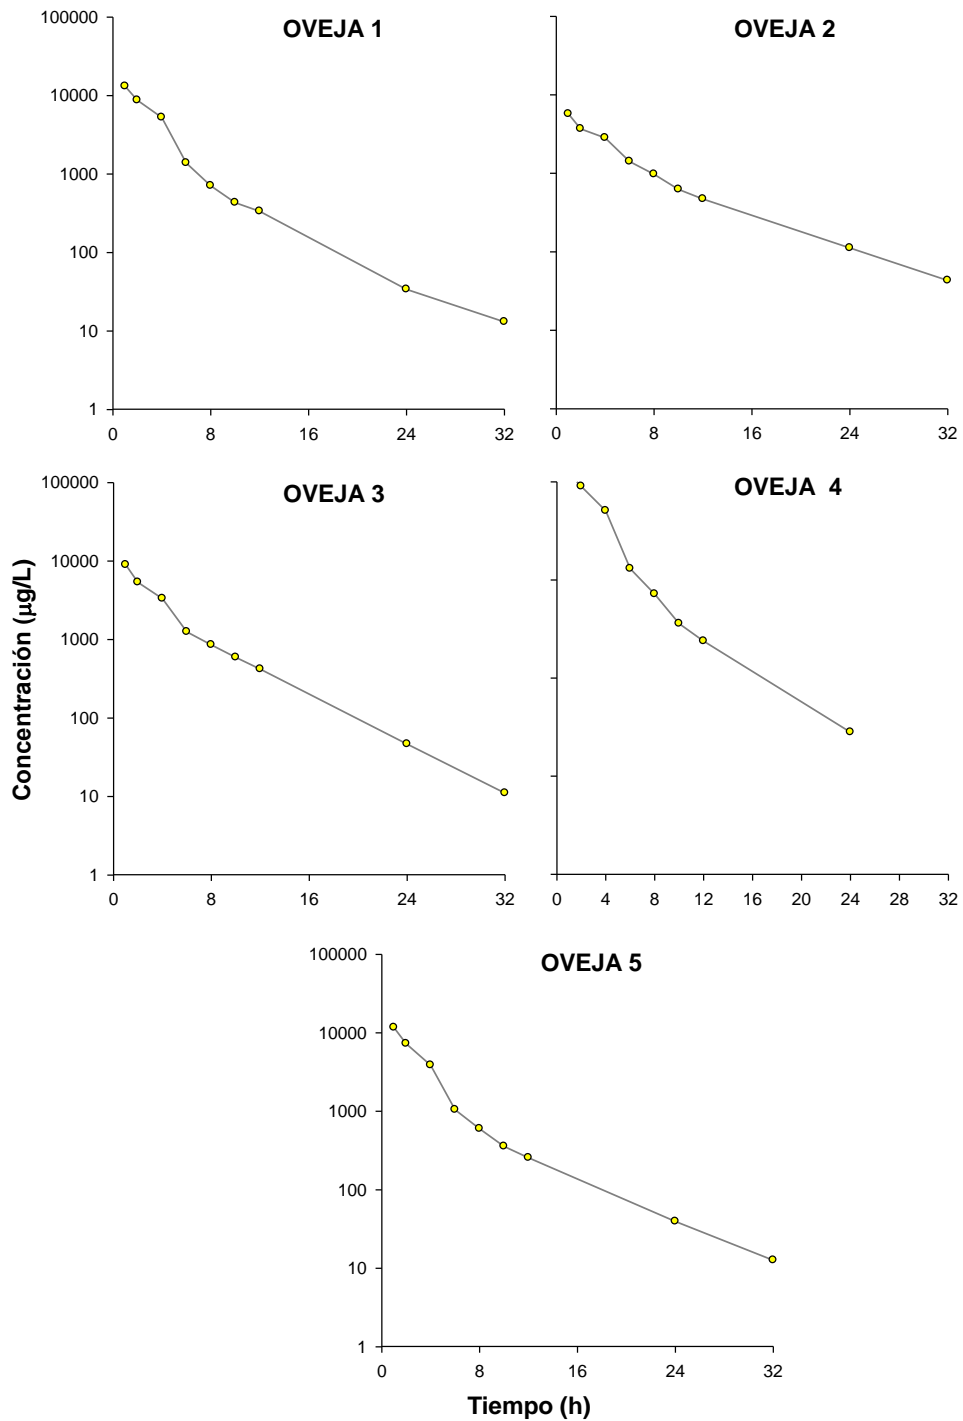 OVEJA 1
100000
10000
1000
100
10
1
0 8 16 24 32
OVEJA 2
0 8 16 24 32
Concentración (µg/L)
OVEJA 3
100000
10000
1000
100
10
1
0 8 16 24 32
OVEJA 4
0 4 8 12 16 20 24 28 32
OVEJA 5
100000
10000
1000
100
10
1
0 8 16 24 32
Tiempo (h)